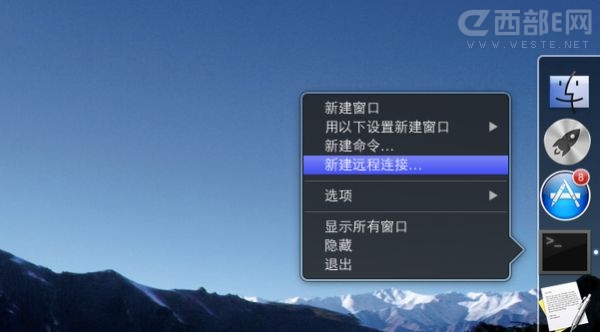 西部E网
WWW.WESTE.NET
新建窗口
用以下设置新建窗口
新建命令...
新建远程连接...
选项
显示所有窗口
隐藏
退出
8
>_